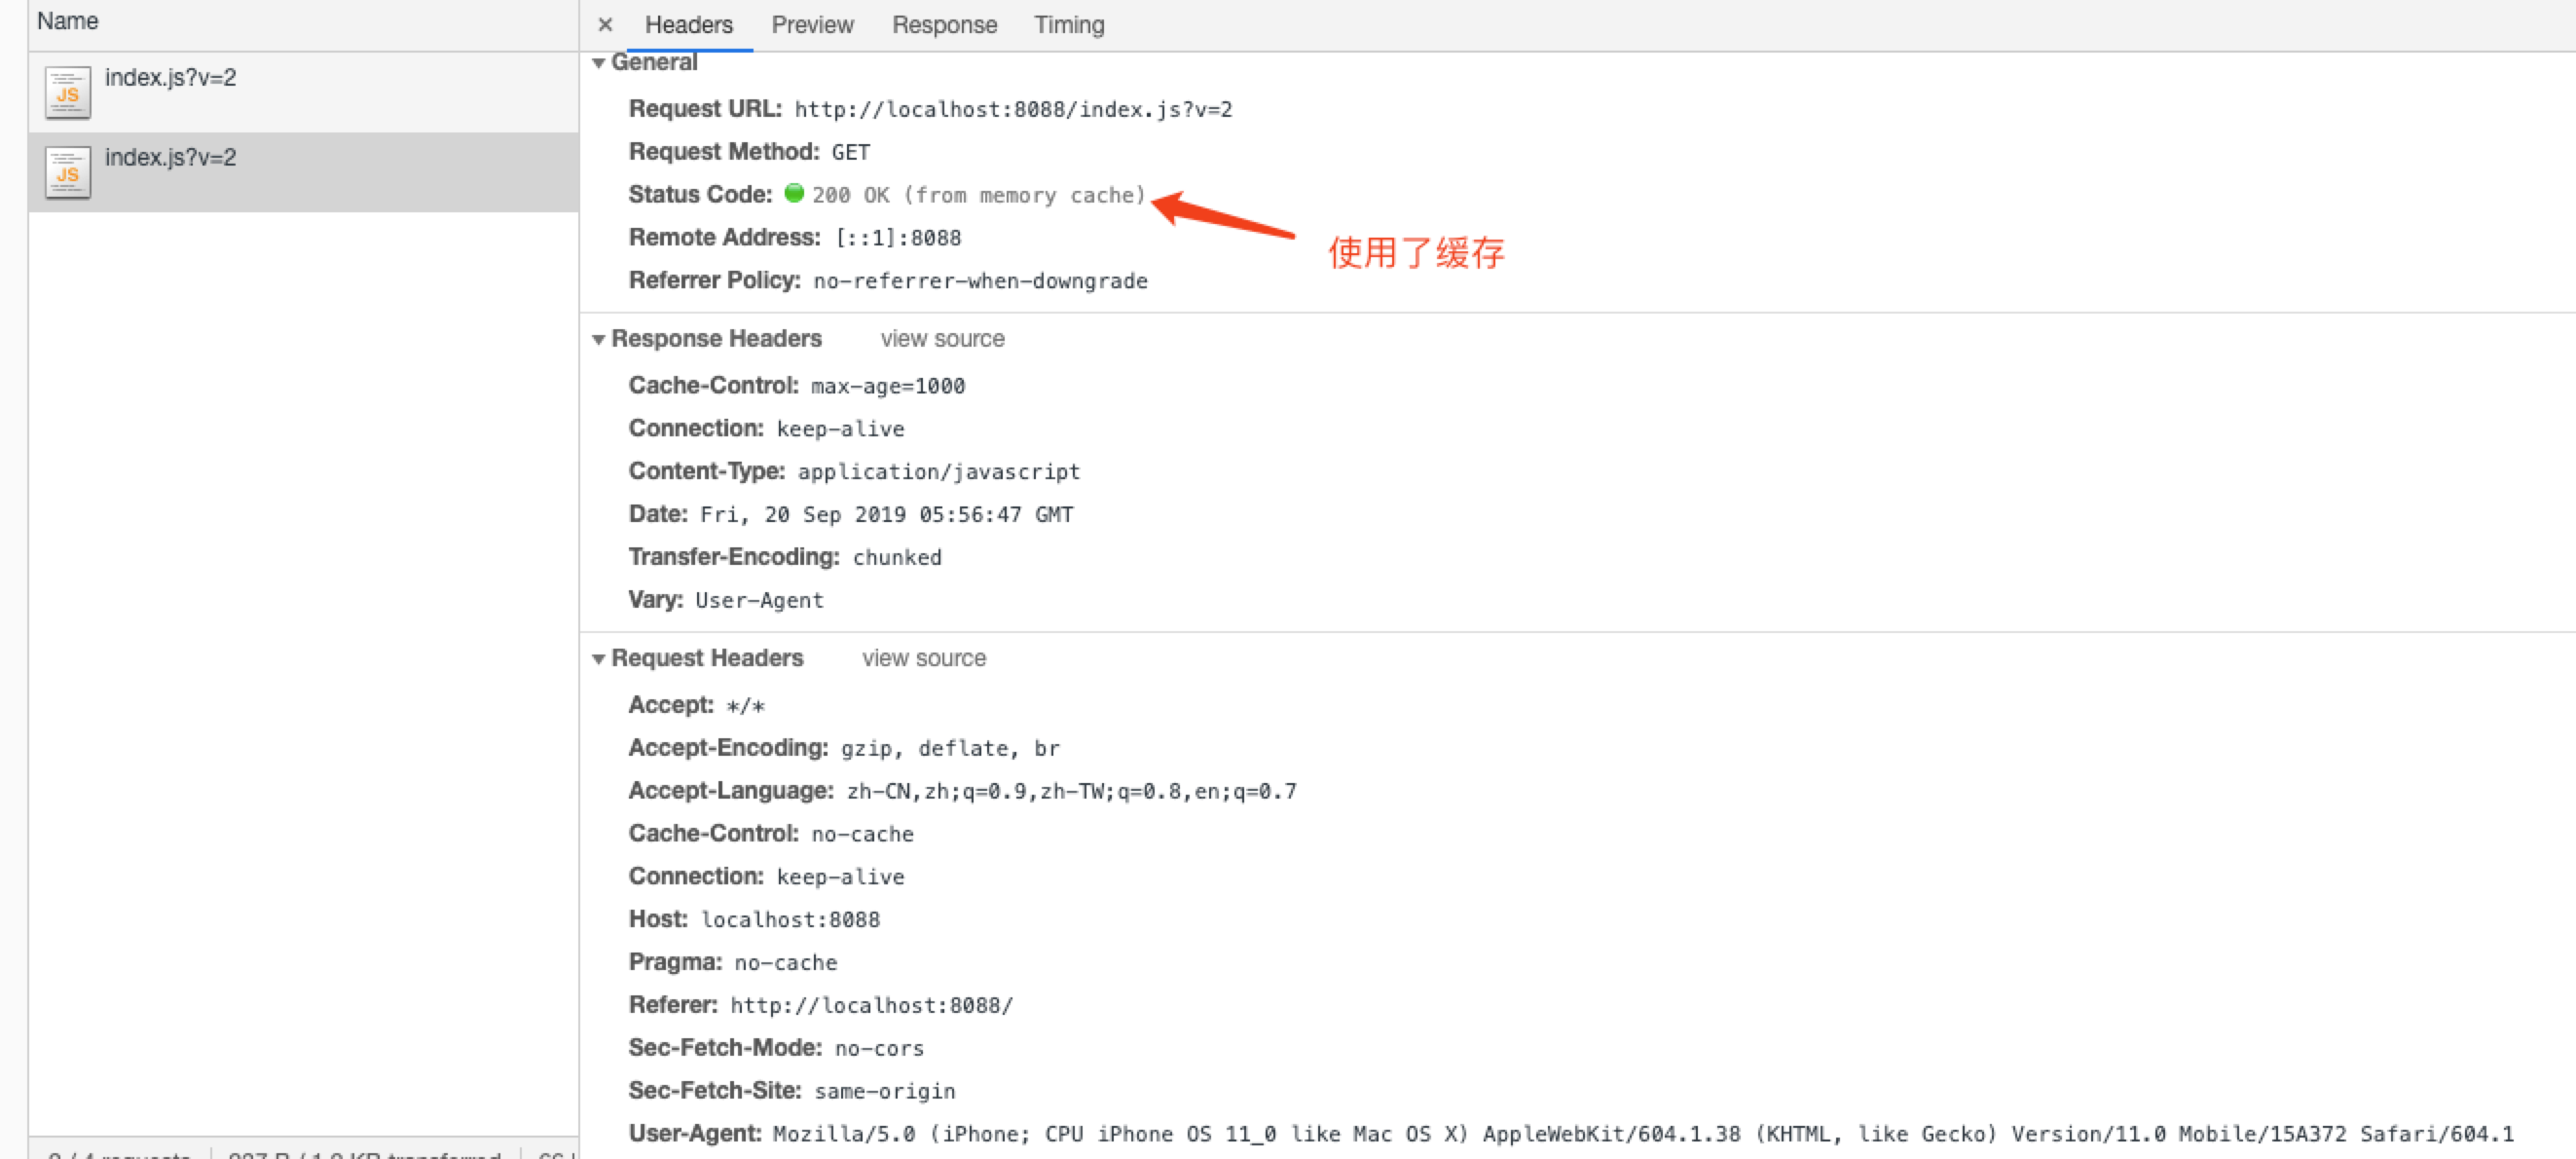 Name
index.js?v=2
index.js?v=2
× Headers Preview Response Timing
▼ General
Request URL: http://localhost:8088/index.js?v=2
Request Method: GET
Status Code: 200 OK (from memory cache)
使用了缓存
Remote Address: [::1]:8088
Referrer Policy: no-referrer-when-downgrade
▼ Response Headers view source
Cache-Control: max-age=1000
Connection: keep-alive
Content-Type: application/javascript
Date: Fri, 20 Sep 2019 05:56:47 GMT
Transfer-Encoding: chunked
Vary: User-Agent
▼ Request Headers view source
Accept: */*
Accept-Encoding: gzip, deflate, br
Accept-Language: zh-CN,zh;q=0.9,zh-TW;q=0.8,en;q=0.7
Cache-Control: no-cache
Connection: keep-alive
Host: localhost:8088
Pragma: no-cache
Referer: http://localhost:8088/
Sec-Fetch-Mode: no-cors
Sec-Fetch-Site: same-origin
User-Agent: Mozilla/5.0 (iPhone; CPU iPhone OS 11_0 like Mac OS X) AppleWebKit/604.1.38 (KHTML, like Gecko) Version/11.0 Mobile/15A372 Safari/604.1
requests KB transferred